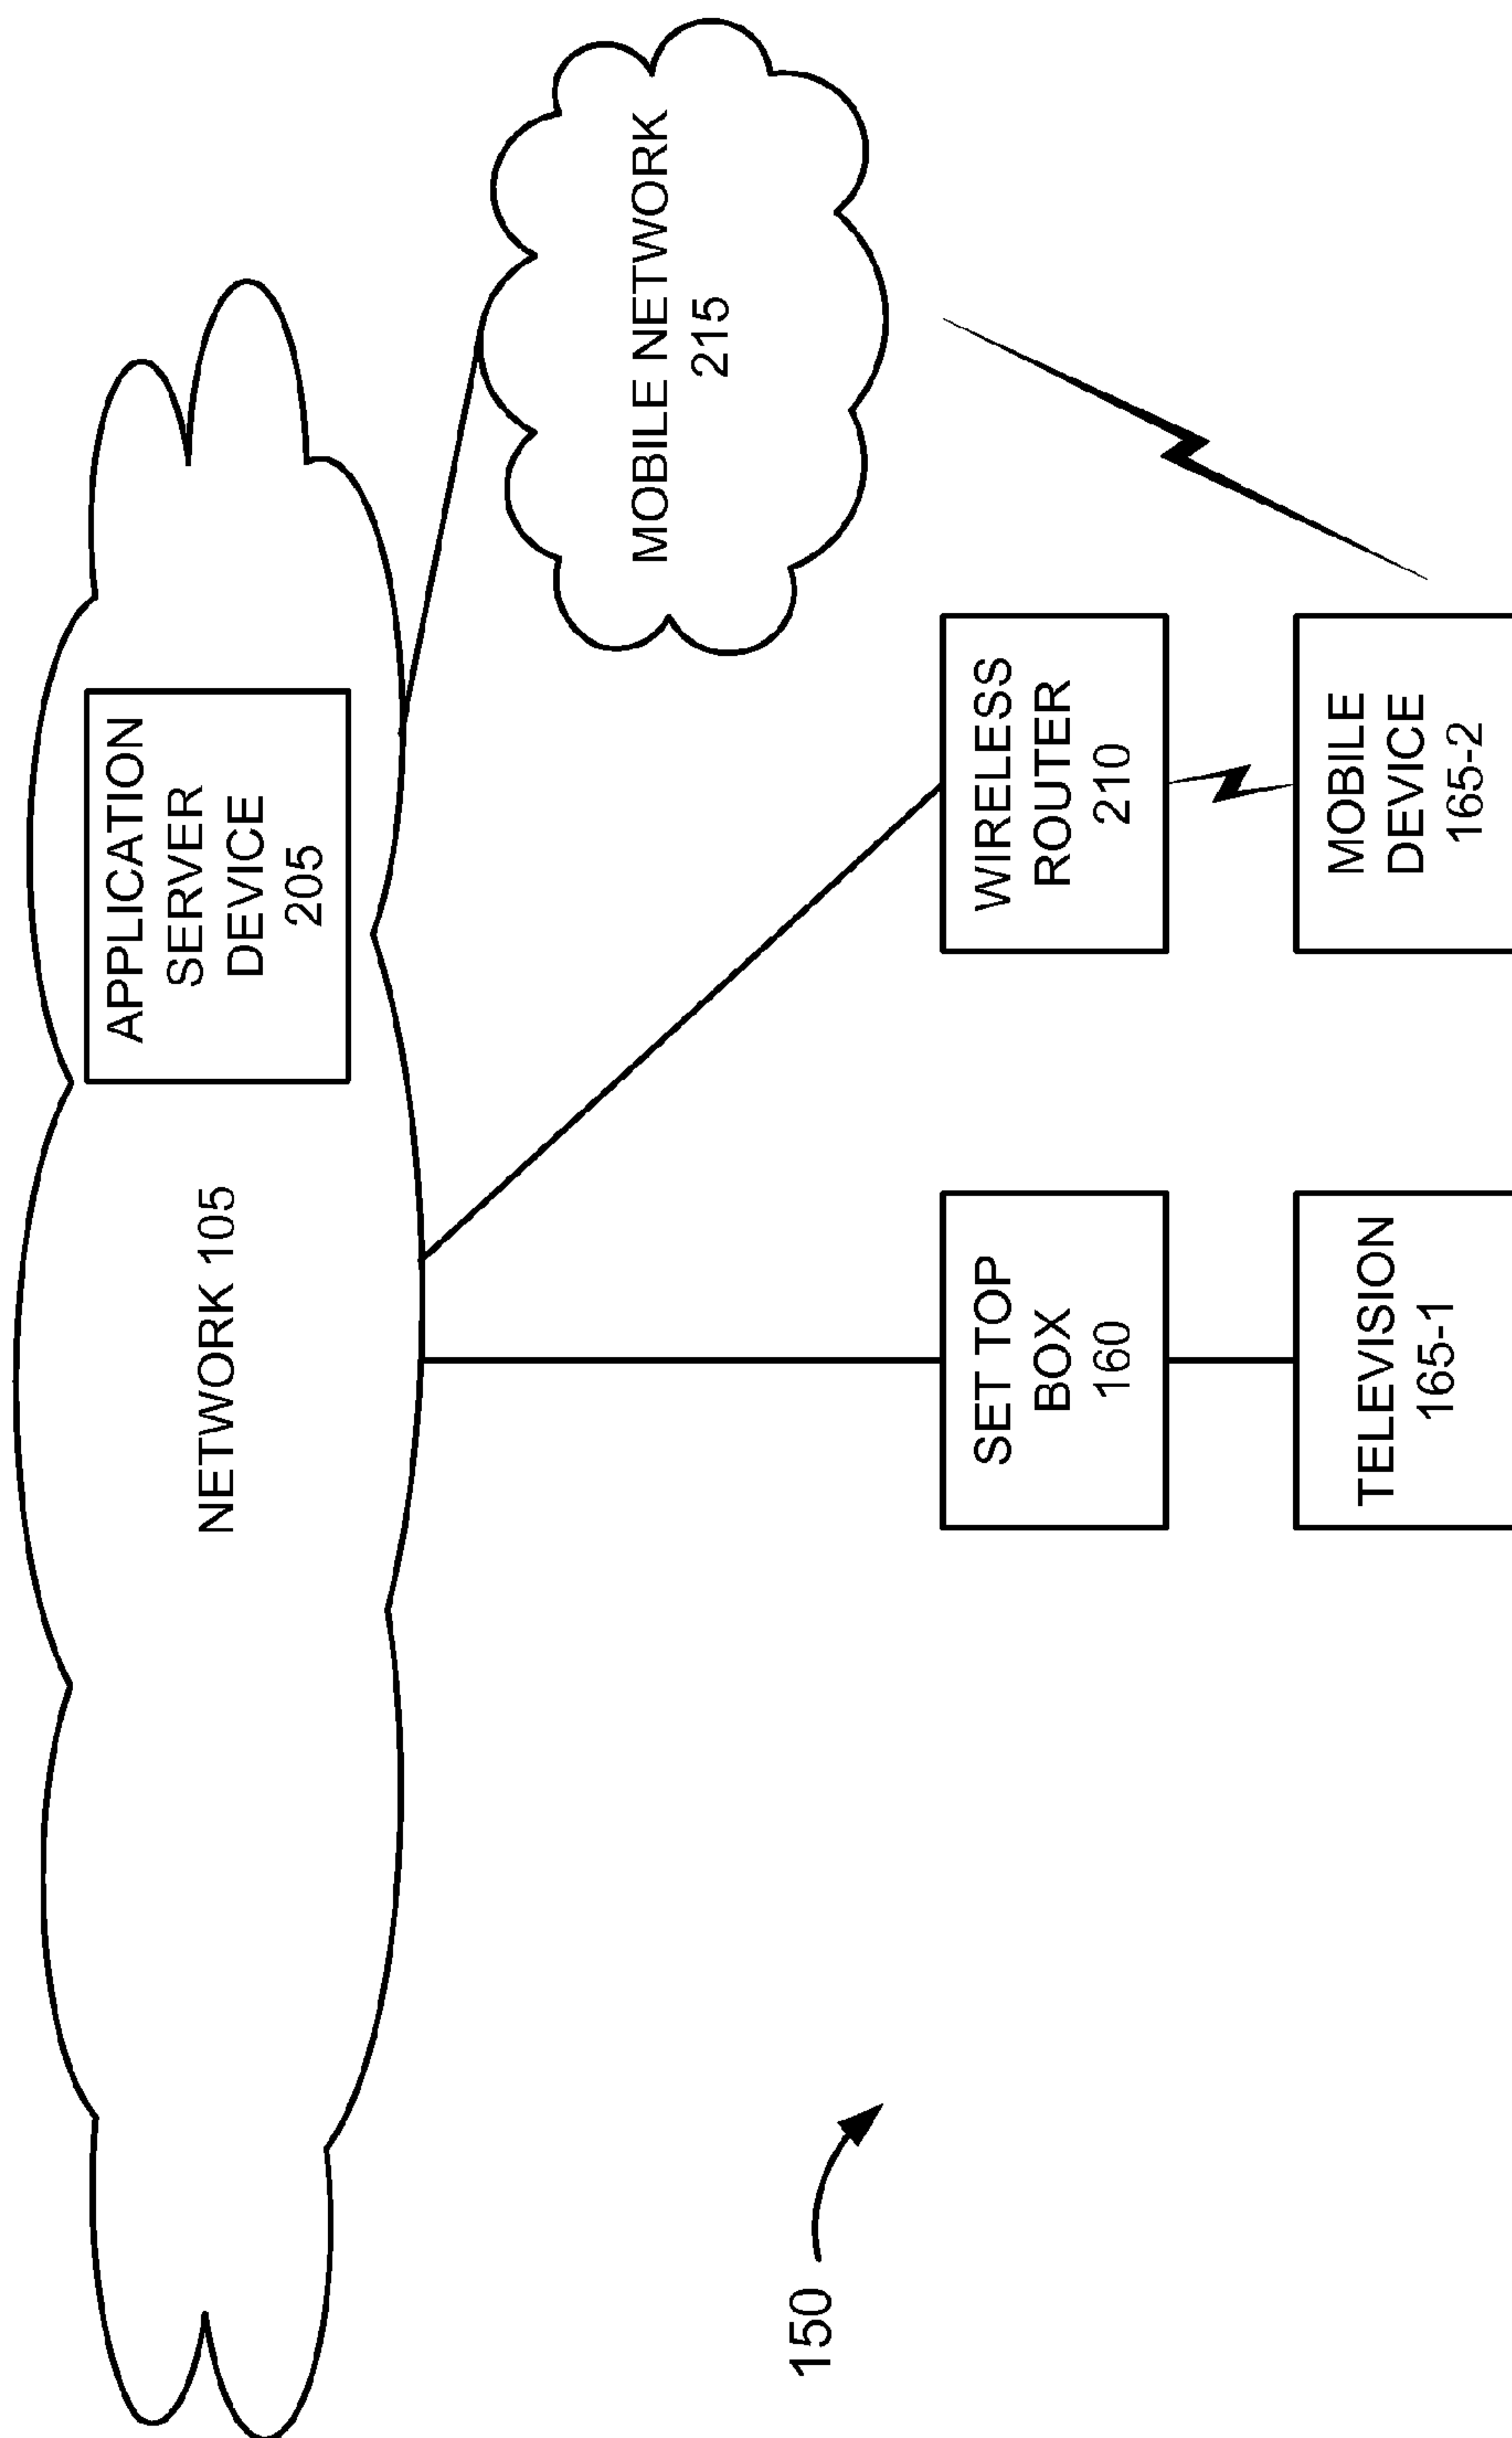 NETWORK 105
APPLICATION
SERVER
DEVICE
205
MOBILE NETWORK
215
150
SET TOP
BOX
160
WIRELESS
ROUTER
210
TELEVISION
165-1
MOBILE
DEVICE
165-2